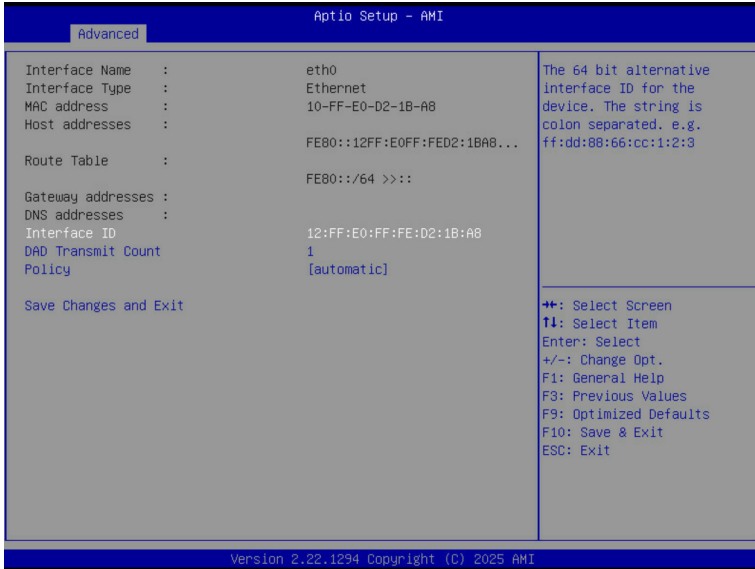 Aptio Setup – AMI
Advanced
Interface Name    :    eth0
Interface Type    :    Ethernet
MAC address    :    10-FF-E0-D2-1B-A8
Host addresses    :
FE80::12FF:E0FF:FED2:1BA8...
Route Table    :
FE80::/64 >>::
Gateway addresses :
DNS addresses    :
Interface ID    12:FF:E0:FF:FE:D2:1B:A8
DAD Transmit Count    1
Policy    [automatic]
Save Changes and Exit
The 64 bit alternative
interface ID for the
device. The string is
colon separated. e.g.
ff:dd:88:66:cc:1:2:3
→←: Select Screen
↑↓: Select Item
Enter: Select
+/-: Change Opt.
F1: General Help
F3: Previous Values
F9: Optimized Defaults
F10: Save & Exit
ESC: Exit
Version 2.22.1294 Copyright (C) 2025 AMI